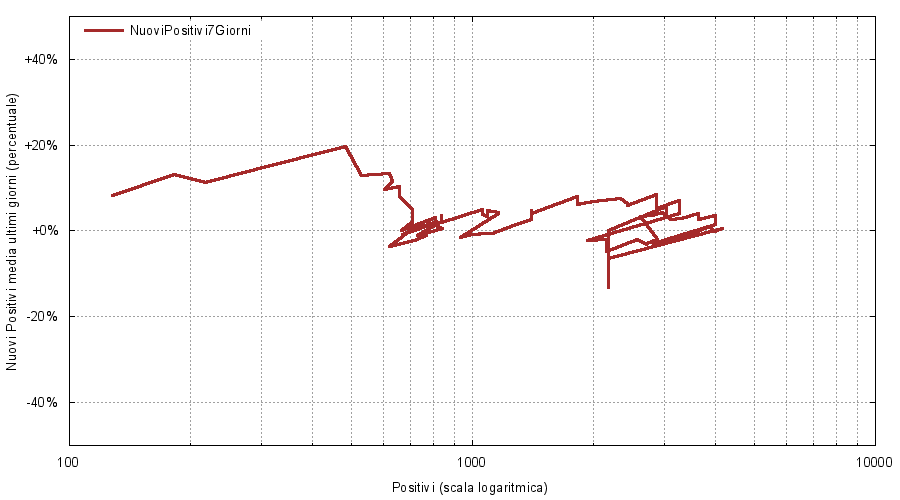 NuoviPositivi7Giorni
+40%
+20%
+0%
-20%
-40%
Nuovi Positivi media ultimi giorni (percentuale)
100
1000
10000
Positivi (scala logaritmica)